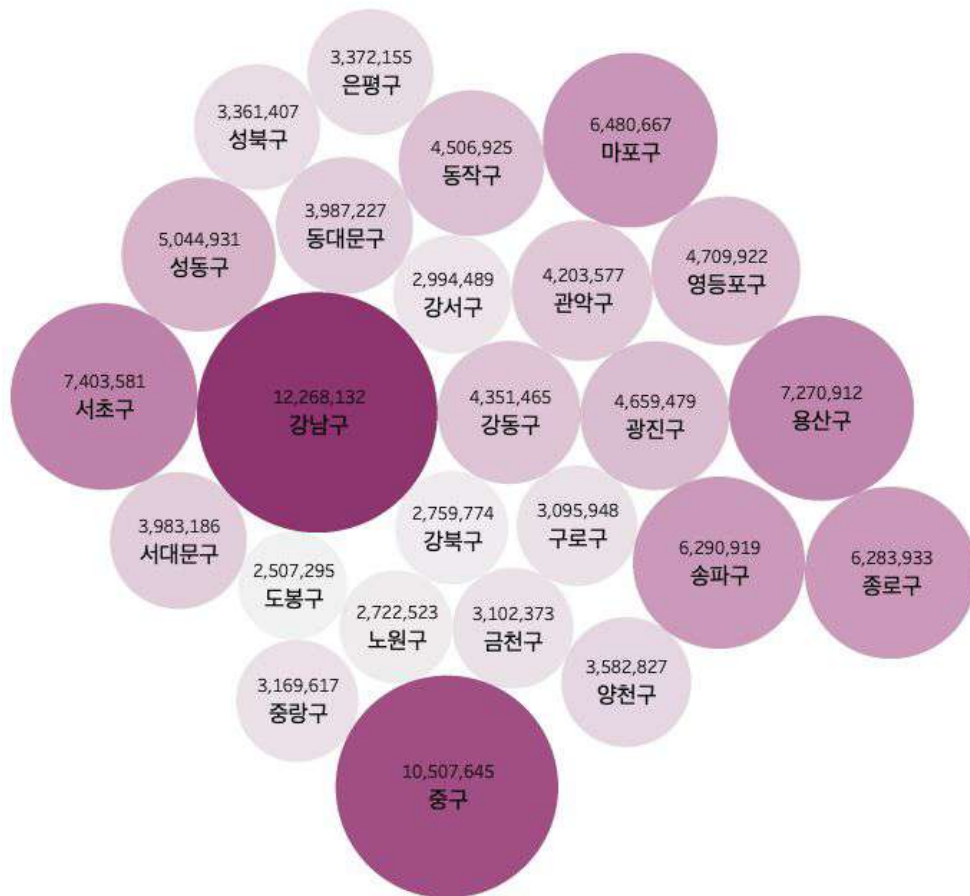 3,372,155
은평구
3,361,407
성북구
4,506,925
동작구
6,480,667
마포구
3,987,227
동대문구
5,044,931
성동구
2,994,489
강서구
4,203,577
관악구
4,709,922
영등포구
7,403,581
서초구
12,268,132
강남구
4,351,465
강동구
4,659,479
광진구
7,270,912
용산구
3,983,186
서대문구
2,759,774
강북구
3,095,948
구로구
6,290,919
송파구
6,283,933
종로구
2,507,295
도봉구
2,722,523
노원구
3,102,373
금천구
3,582,827
양천구
3,169,617
중랑구
10,507,645
중구